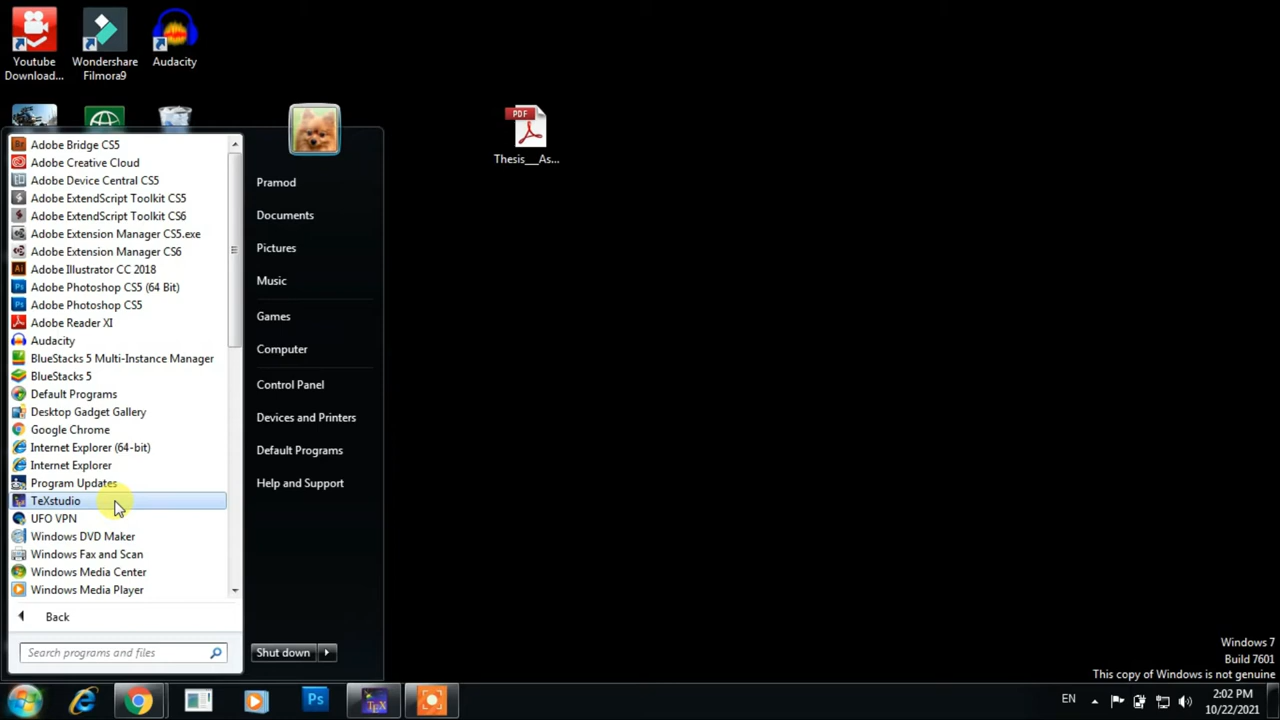 Youtube
Download...
Wondershare
Filmora9
Audacity
PDF
Thesis__As...
Adobe Bridge CS5
Adobe Creative Cloud
Adobe Device Central CS5
Adobe ExtendScript Toolkit CS5
Adobe ExtendScript Toolkit CS6
Adobe Extension Manager CS5.exe
Adobe Extension Manager CS6
Adobe Illustrator CC 2018
Adobe Photoshop CS5 (64 Bit)
Adobe Photoshop CS5
Adobe Reader XI
Audacity
BlueStacks 5 Multi-Instance Manager
BlueStacks 5
Default Programs
Desktop Gadget Gallery
Google Chrome
Internet Explorer (64-bit)
Internet Explorer
Program Updates
TeXstudio
UFO VPN
Windows DVD Maker
Windows Fax and Scan
Windows Media Center
Windows Media Player
Back
Search programs and files
Pramod
Documents
Pictures
Music
Games
Computer
Control Panel
Devices and Printers
Default Programs
Help and Support
Shut down
Windows 7
Build 7601
This copy of Windows is not genuine
Ps
EN
2:02 PM
10/22/2021